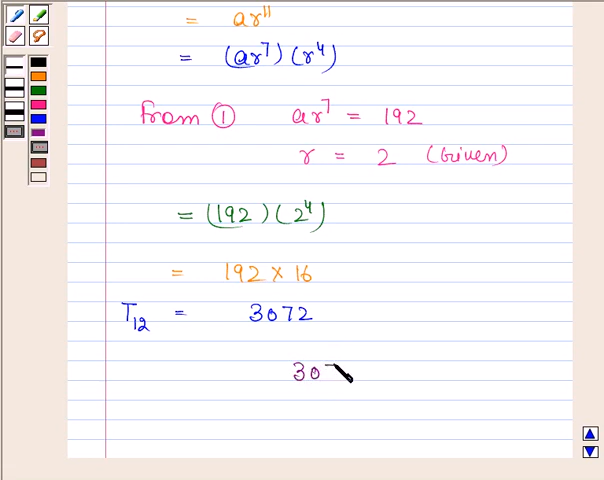 = ar¹¹
= (ar⁷) (r⁴)
From ① ar⁷ = 192
r = 2 (Given)
= (192) (2⁴)
= 192 × 16
T₁₂ = 3072
30